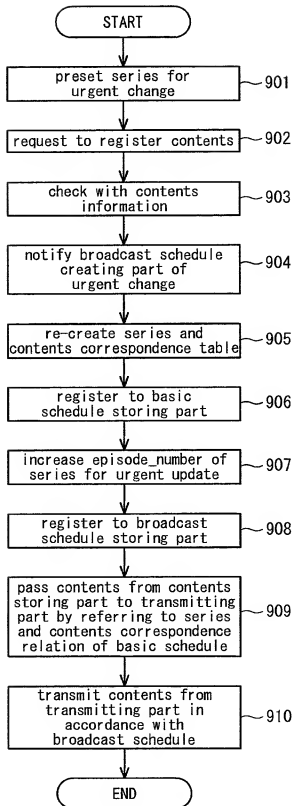 START
preset series for
urgent change
901
request to register contents
902
check with contents
information
903
notify broadcast schedule
creating part of
urgent change
904
re-create series and
contents correspondence table
905
register to basic
schedule storing part
906
increase episode_number of
series for urgent update
907
register to broadcast
schedule storing part
908
pass contents from contents
storing part to transmitting
part by referring to series
and contents correspondence
relation of basic schedule
909
transmit contents from
transmitting part in
accordance with
broadcast schedule
910
END